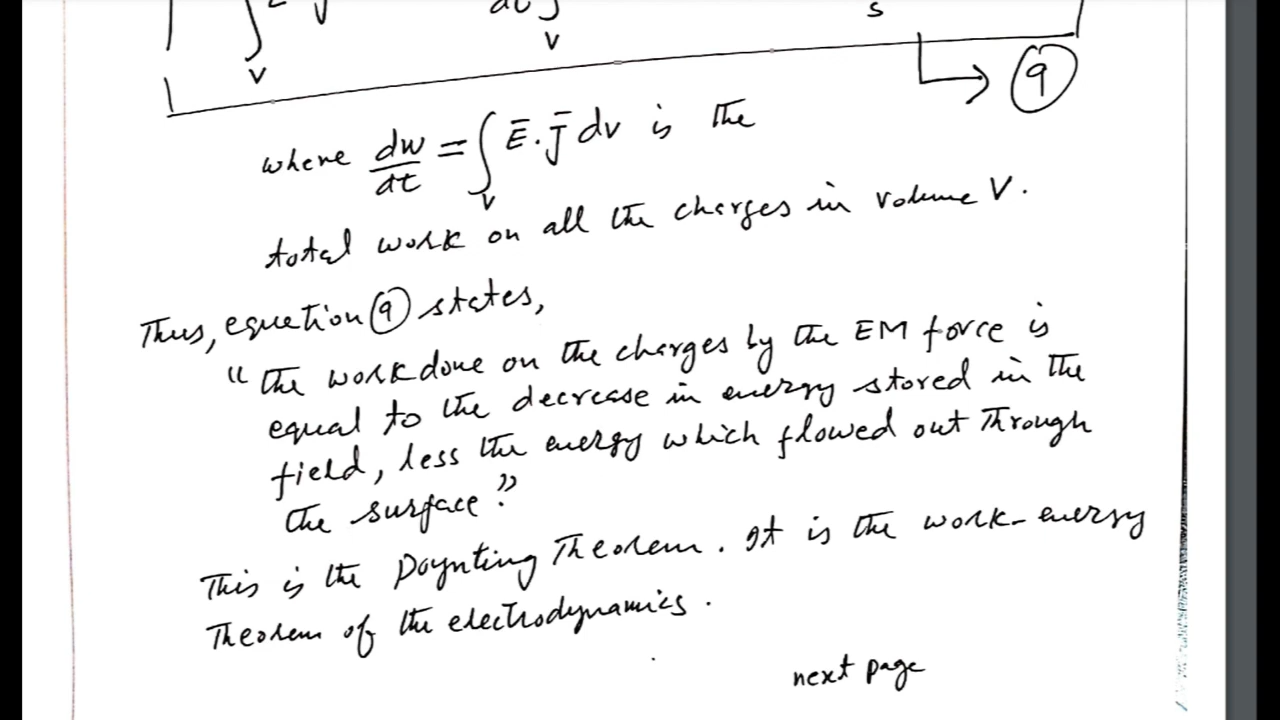 ∫ dt ∫
V V s
→ ⑨
where dw/dt = ∫_V Ē·J̄ dv is the
total work on all the charges in volume V.
Thus, equation ⑨ states,
"the work done on the charges by the EM force is
equal to the decrease in energy stored in the
field, less the energy which flowed out through
the surface."
This is the Poynting Theorem. It is the work-energy
Theorem of the electrodynamics.
next page